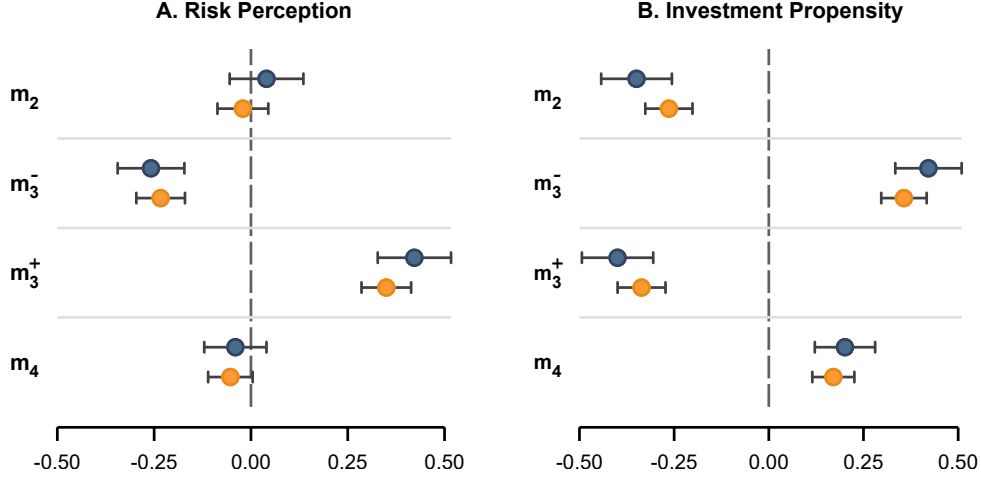 A. Risk Perception
m2
m3-
m3+
m4
-0.50 -0.25 0.00 0.25 0.50
B. Investment Propensity
m2
m3-
m3+
m4
-0.50 -0.25 0.00 0.25 0.50